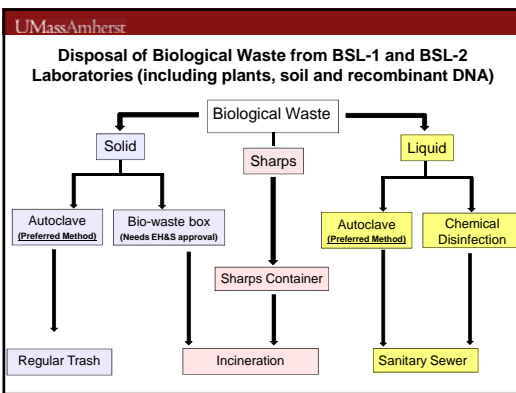 UMassAmherst
Disposal of Biological Waste from BSL-1 and BSL-2
Laboratories (including plants, soil and recombinant DNA)
Biological Waste
Solid
Sharps
Liquid
Autoclave
(Preferred Method)
Bio-waste box
(Needs EH&S approval)
Autoclave
(Preferred Method)
Chemical
Disinfection
Sharps Container
Regular Trash
Incineration
Sanitary Sewer